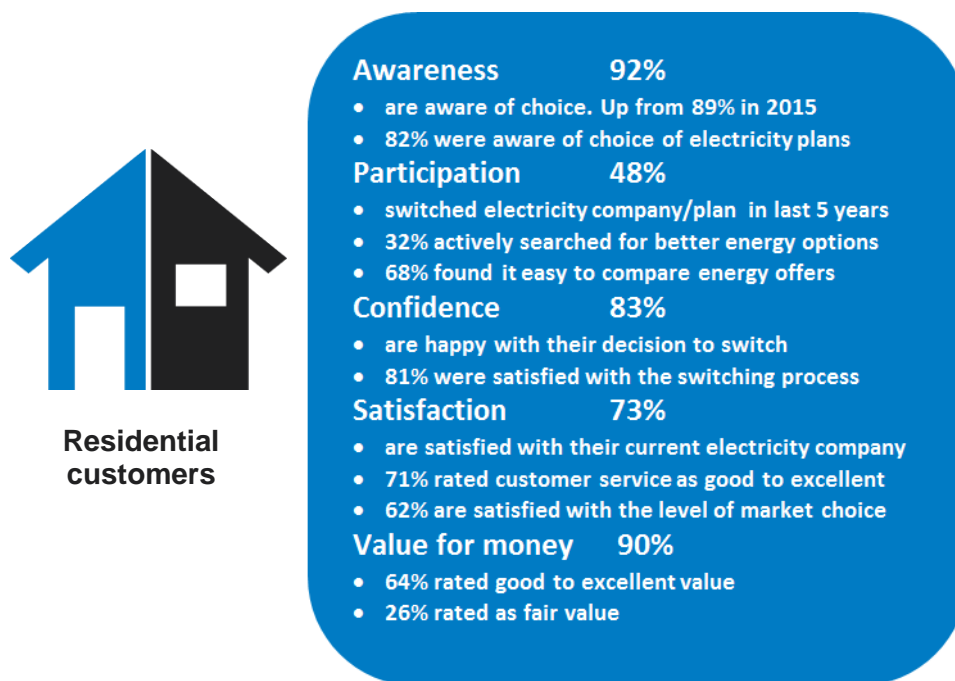 Awareness 92%
• are aware of choice. Up from 89% in 2015
• 82% were aware of choice of electricity plans
Participation 48%
• switched electricity company/plan in last 5 years
• 32% actively searched for better energy options
• 68% found it easy to compare energy offers
Confidence 83%
• are happy with their decision to switch
• 81% were satisfied with the switching process
Satisfaction 73%
• are satisfied with their current electricity company
• 71% rated customer service as good to excellent
• 62% are satisfied with the level of market choice
Value for money 90%
• 64% rated good to excellent value
• 26% rated as fair value
Residential
customers